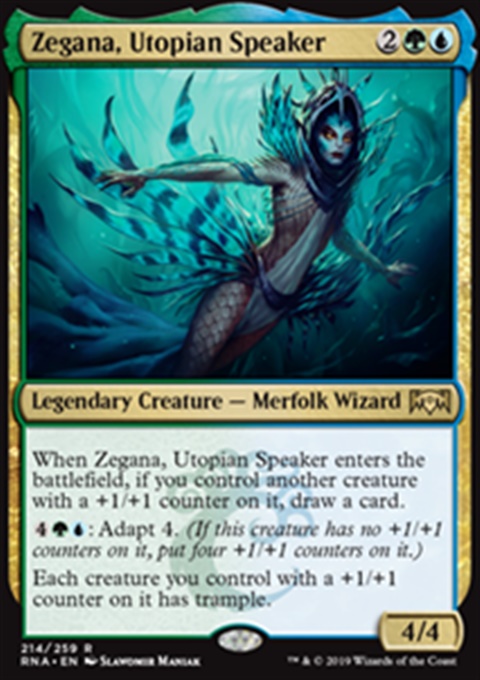 Zegana, Utopian Speaker 2
Legendary Creature — Merfolk Wizard
When Zegana, Utopian Speaker enters the
battlefield, if you control another creature
with a +1/+1 counter on it, draw a card.
4: Adapt 4. (If this creature has no +1/+1
counters on it, put four +1/+1 counters on it.)
Each creature you control with a +1/+1
counter on it has trample.
4/4
214/259 R
RNA • EN Slawomir Maniak
™ & © 2019 Wizards of the Coast